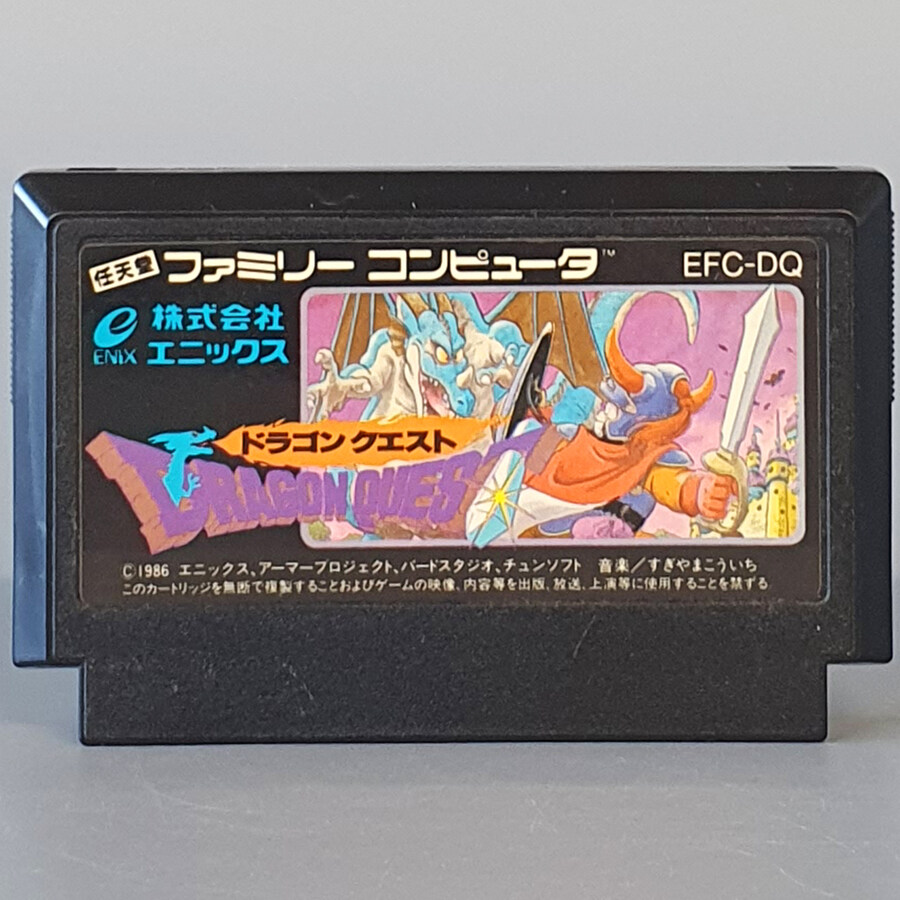 任天堂 ファミリー コンピュータ™ EFC-DQ
e 株式会社
ENIX エニックス
ドラゴン クエスト
DRAGON QUEST
©1986 エニックス、アーマープロジェクト、バードスタジオ、チュンソフト 音楽／すぎやまこういち
このカートリッジを無断で複製することおよびゲームの映像、内容等を出版、放送、上演等に使用することを禁ずる。